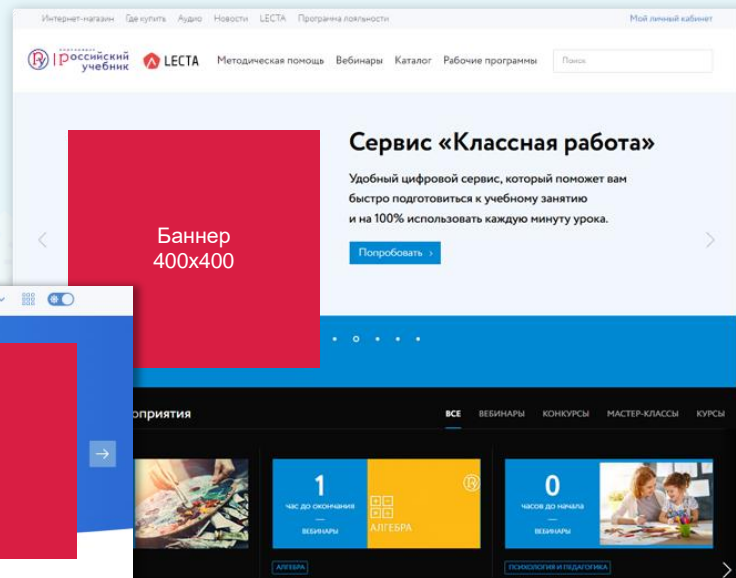 Интернет-магазин Где купить Аудио Новости LECTA Программа лояльности Мой личный кабинет
российский
учебник
LECTA Методическая помощь Вебинары Каталог Рабочие программы Поиск
Сервис «Классная работа»
Удобный цифровой сервис, который поможет вам
быстро подготовиться к учебному занятию
и на 100% использовать каждую минуту урока.
Попробовать
Баннер
400x400
оприятия ВСЕ ВЕБИНАРЫ КОНКУРСЫ МАСТЕР-КЛАССЫ КУРСЫ
1
час до окончания
ВЕБИНАРЫ
АЛГЕБРА
0
часов до начала
ВЕБИНАРЫ
АЛГЕБРА
ПСИХОЛОГИЯ И ПЕДАГОГИКА